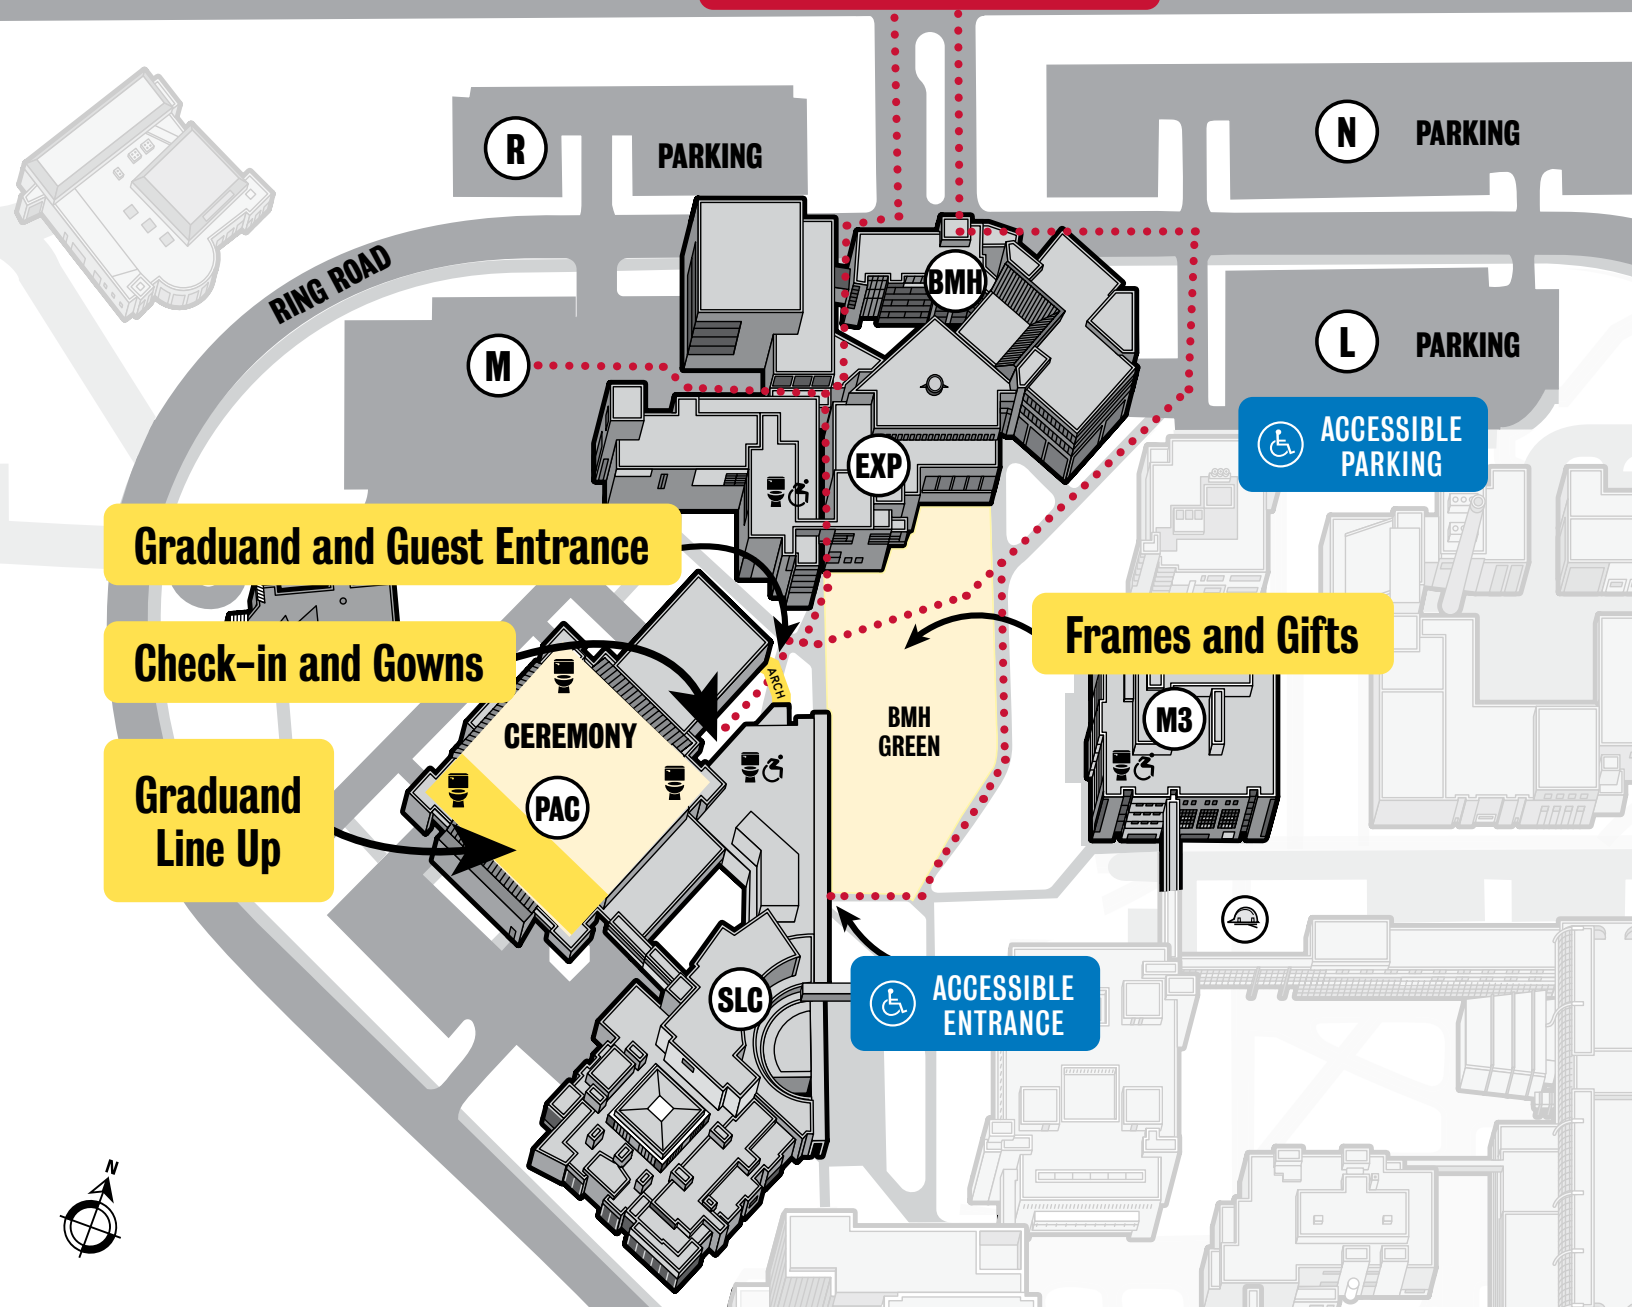 R
PARKING
N
PARKING
RING ROAD
BMH
M
L
PARKING
ACCESSIBLE
PARKING
EXP
Graduand and Guest Entrance
Check-in and Gowns
Frames and Gifts
ARCH
CEREMONY
BMH
GREEN
M3
Graduand
Line Up
PAC
SLC
ACCESSIBLE
ENTRANCE
N